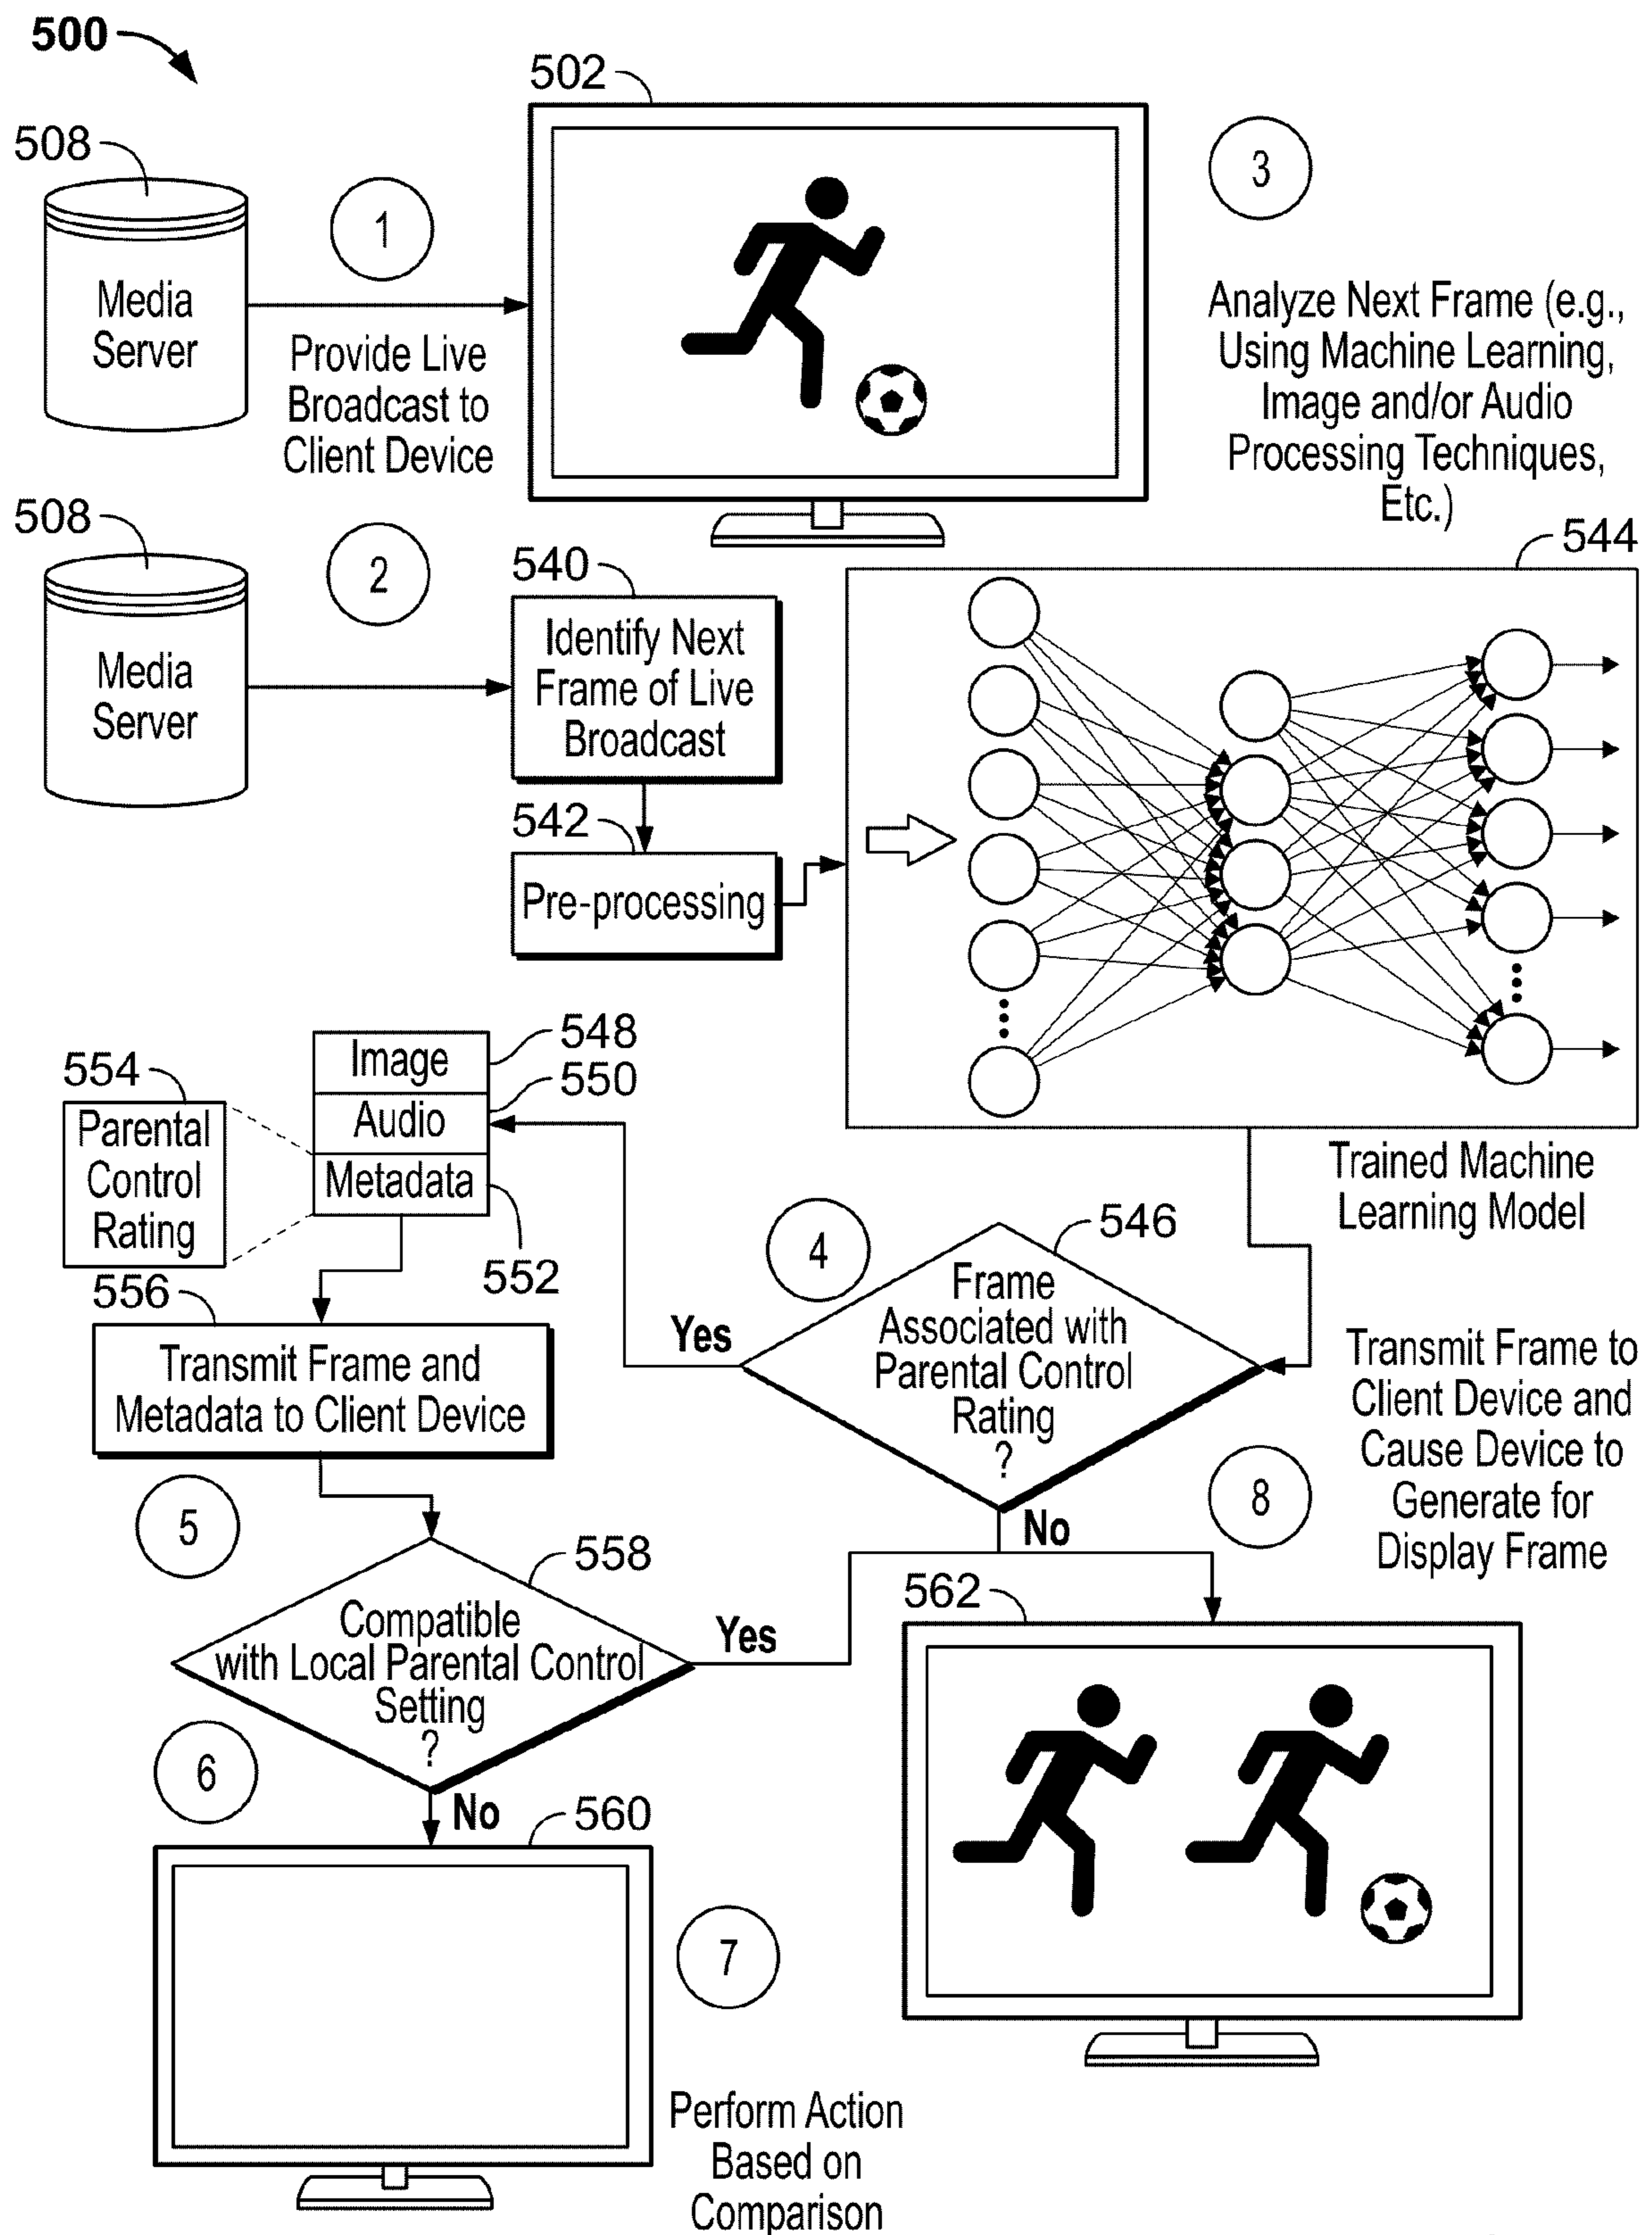 500
502
508
1
3
Media
Server
Provide Live
Broadcast to
Client Device
Analyze Next Frame (e.g.,
Using Machine Learning,
Image and/or Audio
Processing Techniques,
Etc.)
508
2
540
544
Media
Server
Identify Next
Frame of Live
Broadcast
542
Pre-processing
Trained Machine
Learning Model
548
Image
550
Audio
554
Metadata
552
Parental
Control
Rating
4
546
Frame
Associated with
Parental Control
Rating
?
Yes
No
556
Transmit Frame and
Metadata to Client Device
8
Transmit Frame to
Client Device and
Cause Device to
Generate for
Display Frame
5
558
Compatible
with Local Parental Control
Setting
?
Yes
562
6
No
560
7
Perform Action
Based on
Comparison